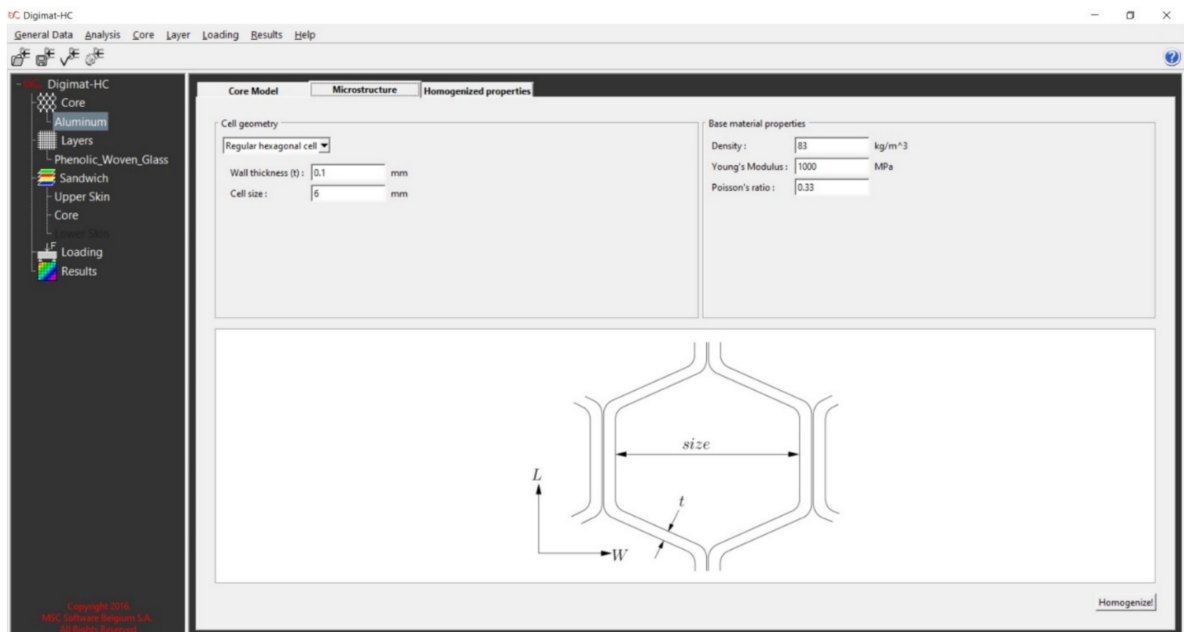 Digimat-HC
General Data Analysis Core Layer Loading Results Help
Digimat-HC
Core
Aluminum
Layers
Phenolic_Woven_Glass
Sandwich
Upper Skin
Core
Lower Skin
Loading
Results
Copyright 2018
MSC Software Belgium S.A.
All Rights Reserved
Core Model Microstructure Homogenized properties
Cell geometry
Regular hexagonal cell
Wall thickness (t) : 0.1 mm
Cell size : 6 mm
Base material properties
Density : 83 kg/m^3
Young's Modulus : 1000 MPa
Poisson's ratio : 0.33
size
L
t
W
Homogenize!